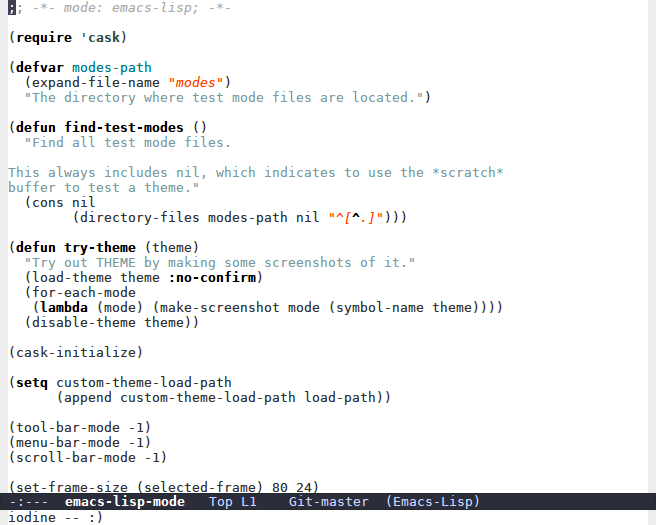 ;; -*- mode: emacs-lisp; -*-

(require 'cask)

(defvar modes-path
  (expand-file-name "modes")
  "The directory where test mode files are located.")

(defun find-test-modes ()
  "Find all test mode files.

This always includes nil, which indicates to use the *scratch*
buffer to test a theme."
  (cons nil
        (directory-files modes-path nil "^[^.]")))

(defun try-theme (theme)
  "Try out THEME by making some screenshots of it."
  (load-theme theme :no-confirm)
  (for-each-mode
   (lambda (mode) (make-screenshot mode (symbol-name theme))))
  (disable-theme theme))

(cask-initialize)

(setq custom-theme-load-path
      (append custom-theme-load-path load-path))

(tool-bar-mode -1)
(menu-bar-mode -1)
(scroll-bar-mode -1)

(set-frame-size (selected-frame) 80 24)
-:---  emacs-lisp-mode   Top L1    Git-master  (Emacs-Lisp)
iodine -- :)